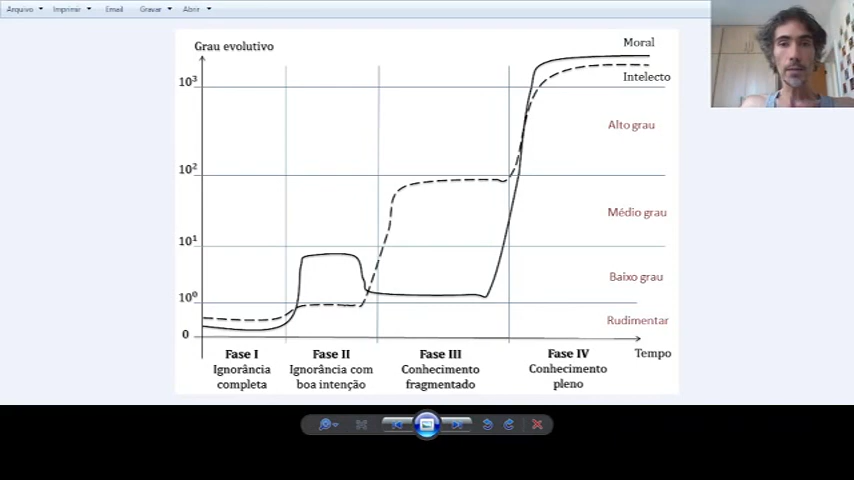 Arquivo Imprimir Email Gravar Abrir
Grau evolutivo
Moral
Intelecto
10³
Alto grau
10²
Médio grau
10¹
Baixo grau
10⁰
Rudimentar
0
Tempo
Fase I Fase II Fase III Fase IV
Ignorância Ignorância com Conhecimento Conhecimento
completa boa intenção fragmentado pleno